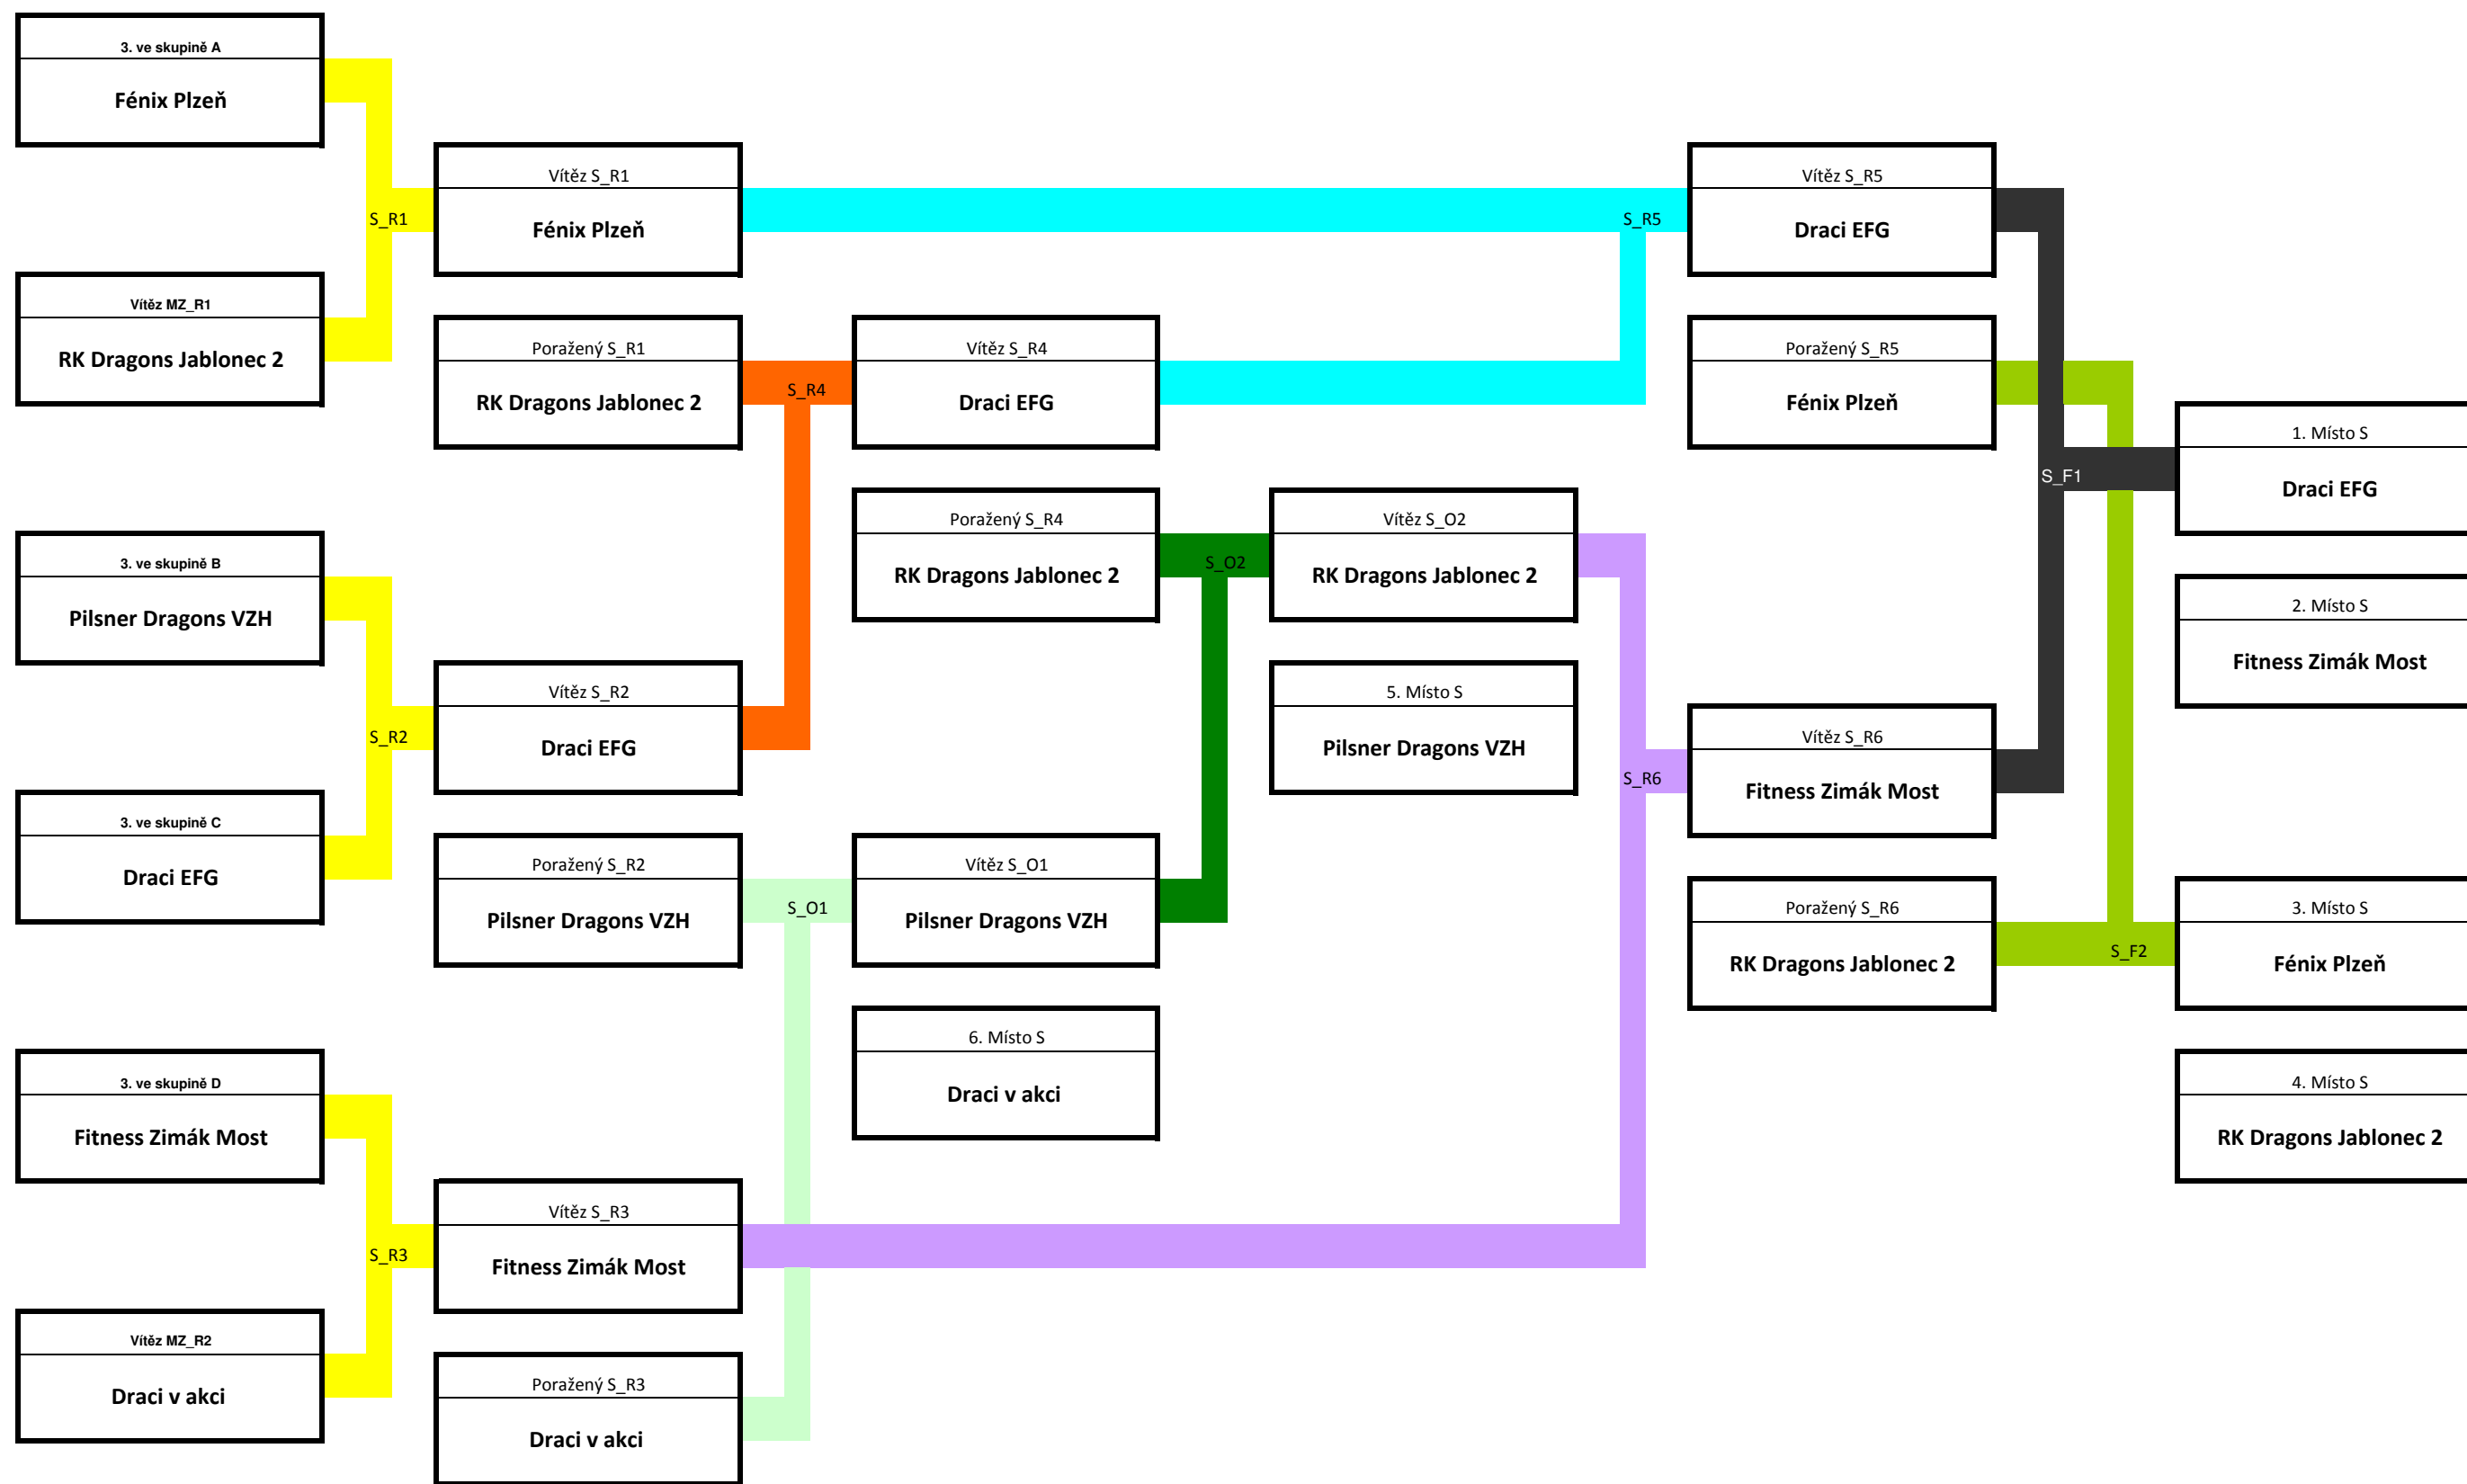 3. ve skupině A
Fénix Plzeň
S_R1
Vítěz MZ_R1
RK Dragons Jablonec 2
3. ve skupině B
Pilsner Dragons VZH
S_R2
3. ve skupině C
Draci EFG
3. ve skupině D
Fitness Zimák Most
S_R3
Vítěz MZ_R2
Draci v akci
Vítěz S_R1
Fénix Plzeň
Poražený S_R1
RK Dragons Jablonec 2
S_R4
Vítěz S_R2
Draci EFG
Poražený S_R2
Pilsner Dragons VZH
S_O1
Vítěz S_R3
Fitness Zimák Most
Poražený S_R3
Draci v akci
Vítěz S_R4
Draci EFG
Poražený S_R4
RK Dragons Jablonec 2
S_O2
Vítěz S_O1
Pilsner Dragons VZH
6. Místo S
Draci v akci
Vítěz S_O2
RK Dragons Jablonec 2
5. Místo S
Pilsner Dragons VZH
S_R5
S_R6
Vítěz S_R5
Draci EFG
Poražený S_R5
Fénix Plzeň
Vítěz S_R6
Fitness Zimák Most
Poražený S_R6
RK Dragons Jablonec 2
S_F1
S_F2
1. Místo S
Draci EFG
2. Místo S
Fitness Zimák Most
3. Místo S
Fénix Plzeň
4. Místo S
RK Dragons Jablonec 2